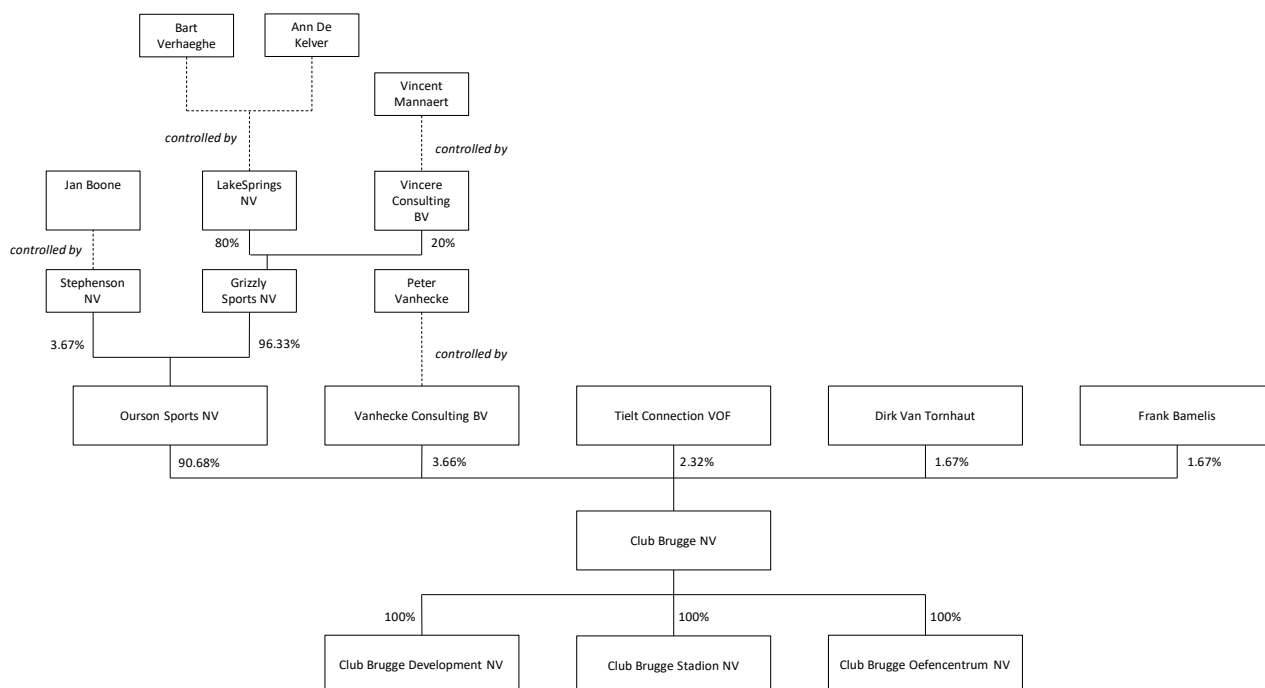 Bart
Verhaeghe
Ann De
Kelver
Vincent
Mannaert
controlled by
controlled by
Jan Boone
LakeSprings
NV
Vincere
Consulting
BV
controlled by
80%
20%
Stephenson
NV
Grizzly
Sports NV
Peter
Vanhecke
3.67%
96.33%
controlled by
Ourson Sports NV
Vanhecke Consulting BV
Tielt Connection VOF
Dirk Van Tornhaut
Frank Bamelis
90.68%
3.66%
2.32%
1.67%
1.67%
Club Brugge NV
100%
100%
100%
Club Brugge Development NV
Club Brugge Stadion NV
Club Brugge Oefencentrum NV